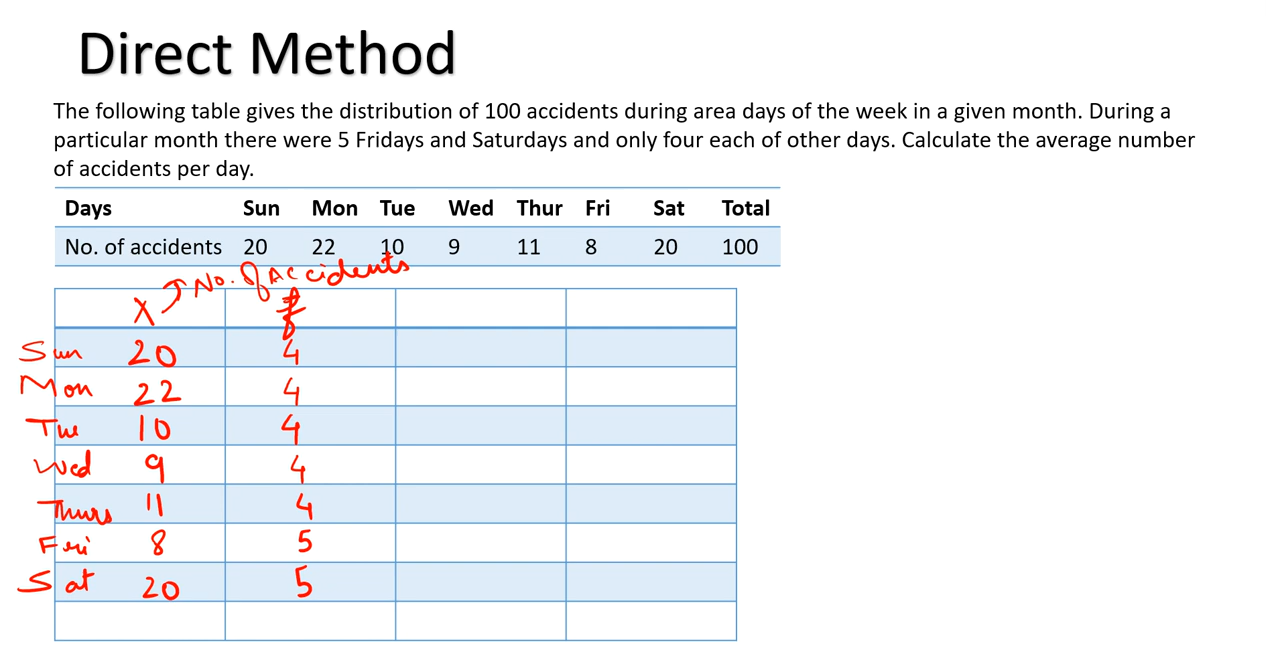 Direct Method
The following table gives the distribution of 100 accidents during area days of the week in a given month. During a
particular month there were 5 Fridays and Saturdays and only four each of other days. Calculate the average number
of accidents per day.
Days Sun Mon Tue Wed Thur Fri Sat Total
No. of accidents 20 22 10 9 11 8 20 100
No. of Accidents
X f
Sun 20 4
Mon 22 4
Tue 10 4
Wed 9 4
Thurs 11 4
Fri 8 5
Sat 20 5